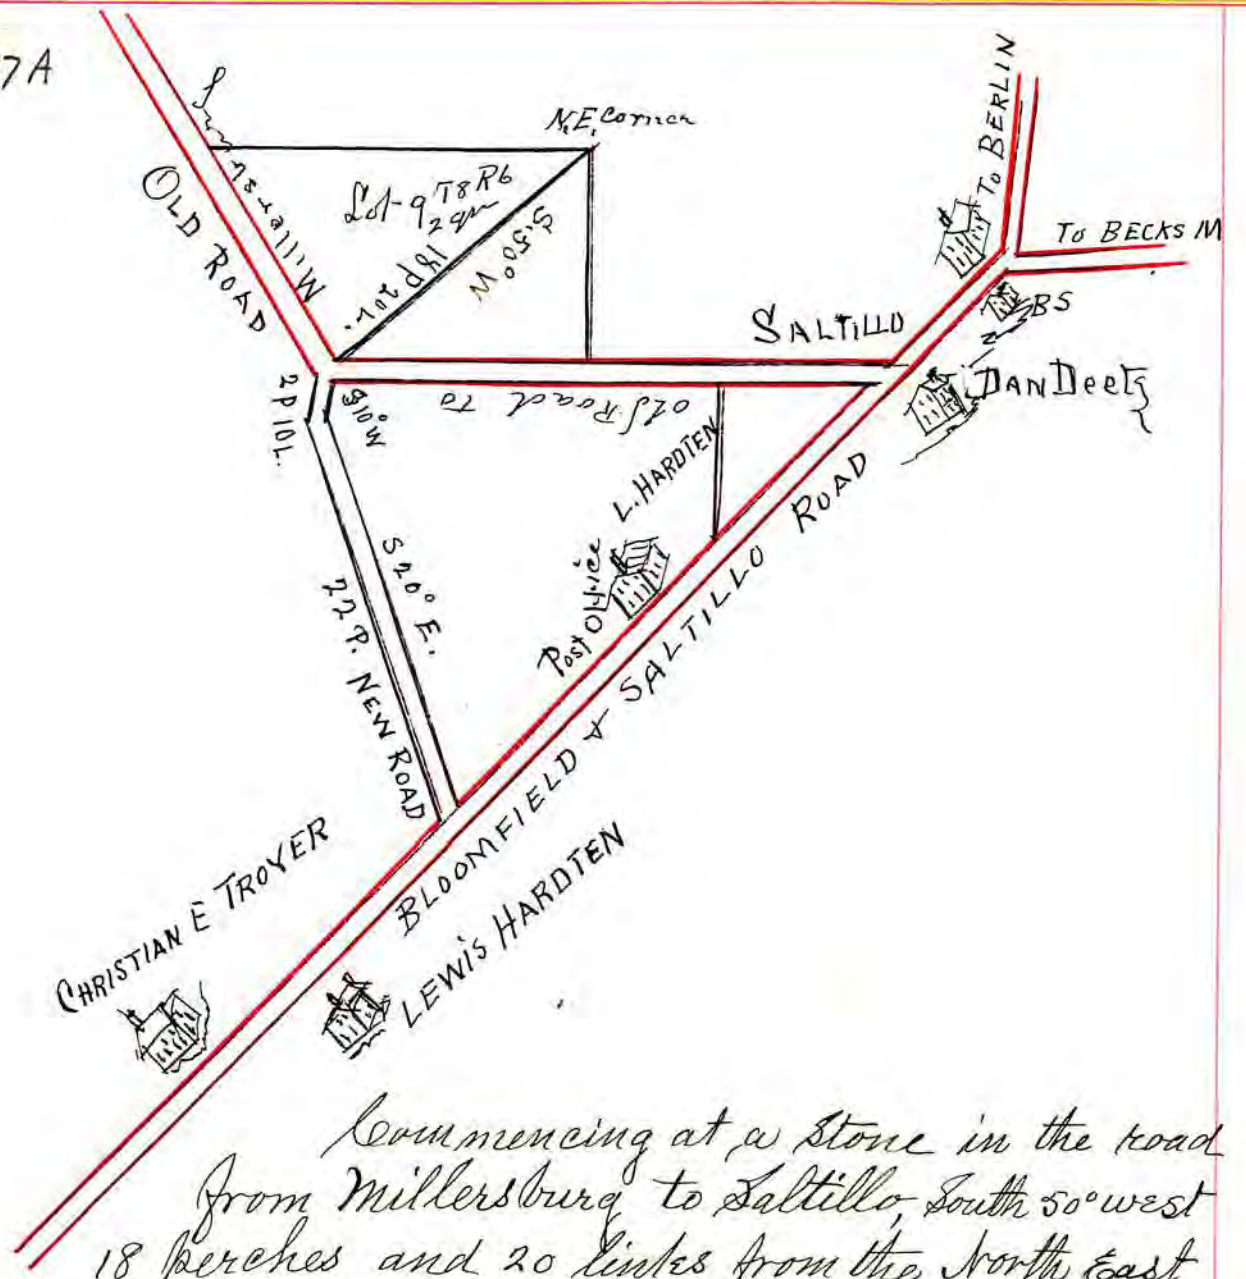 7A
N.E. Corner
TO BERLIN
TO BECKS M
BS
DAN DEETZ
SALTILLO
Old Road to
OLD ROAD
Millersburg
Lot 9 T8 R6
2 qr
S. 50° W
18 P 20 L.
2 P 10 L.
S 10° W
S 20° E.
22 P. NEW ROAD
L. HARDTEN
Post Office
BLOOMFIELD & SALTILLO ROAD
CHRISTIAN E TROYER
LEWIS HARDTEN
Commencing at a Stone in the road
from Millersburg to Saltillo, South 50° west
18 perches and 20 links from the North East